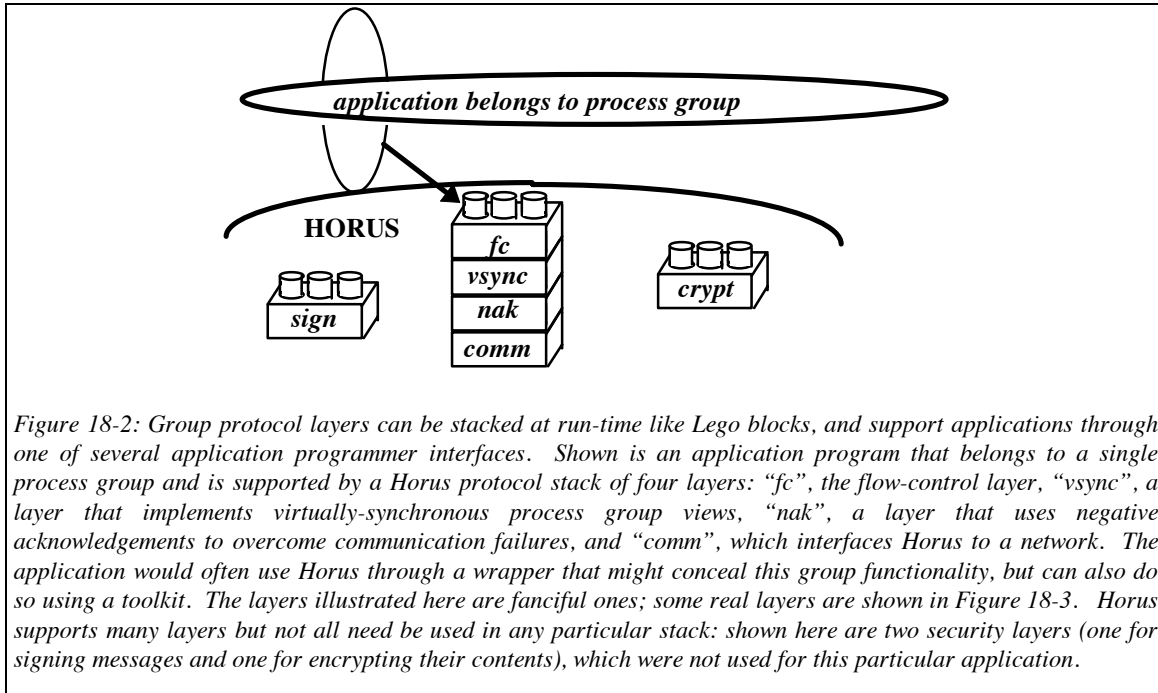 application belongs to process group
HORUS
fc
vsync
nak
comm
sign
crypt
Figure 18-2: Group protocol layers can be stacked at run-time like Lego blocks, and support applications through
one of several application programmer interfaces. Shown is an application program that belongs to a single
process group and is supported by a Horus protocol stack of four layers: “fc”, the flow-control layer, “vsync”, a
layer that implements virtually-synchronous process group views, “nak”, a layer that uses negative
acknowledgements to overcome communication failures, and “comm”, which interfaces Horus to a network. The
application would often use Horus through a wrapper that might conceal this group functionality, but can also do
so using a toolkit. The layers illustrated here are fanciful ones; some real layers are shown in Figure 18-3. Horus
supports many layers but not all need be used in any particular stack: shown here are two security layers (one for
signing messages and one for encrypting their contents), which were not used for this particular application.